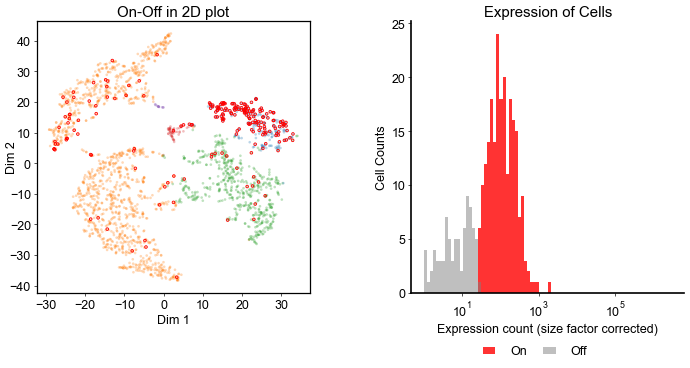 On-Off in 2D plot
Dim 2
40
30
20
10
0
−10
−20
−30
−40
−30 −20 −10 0 10 20 30
Dim 1
Expression of Cells
Cell Counts
25
20
15
10
5
0
10^1 10^3 10^5
Expression count (size factor corrected)
On Off